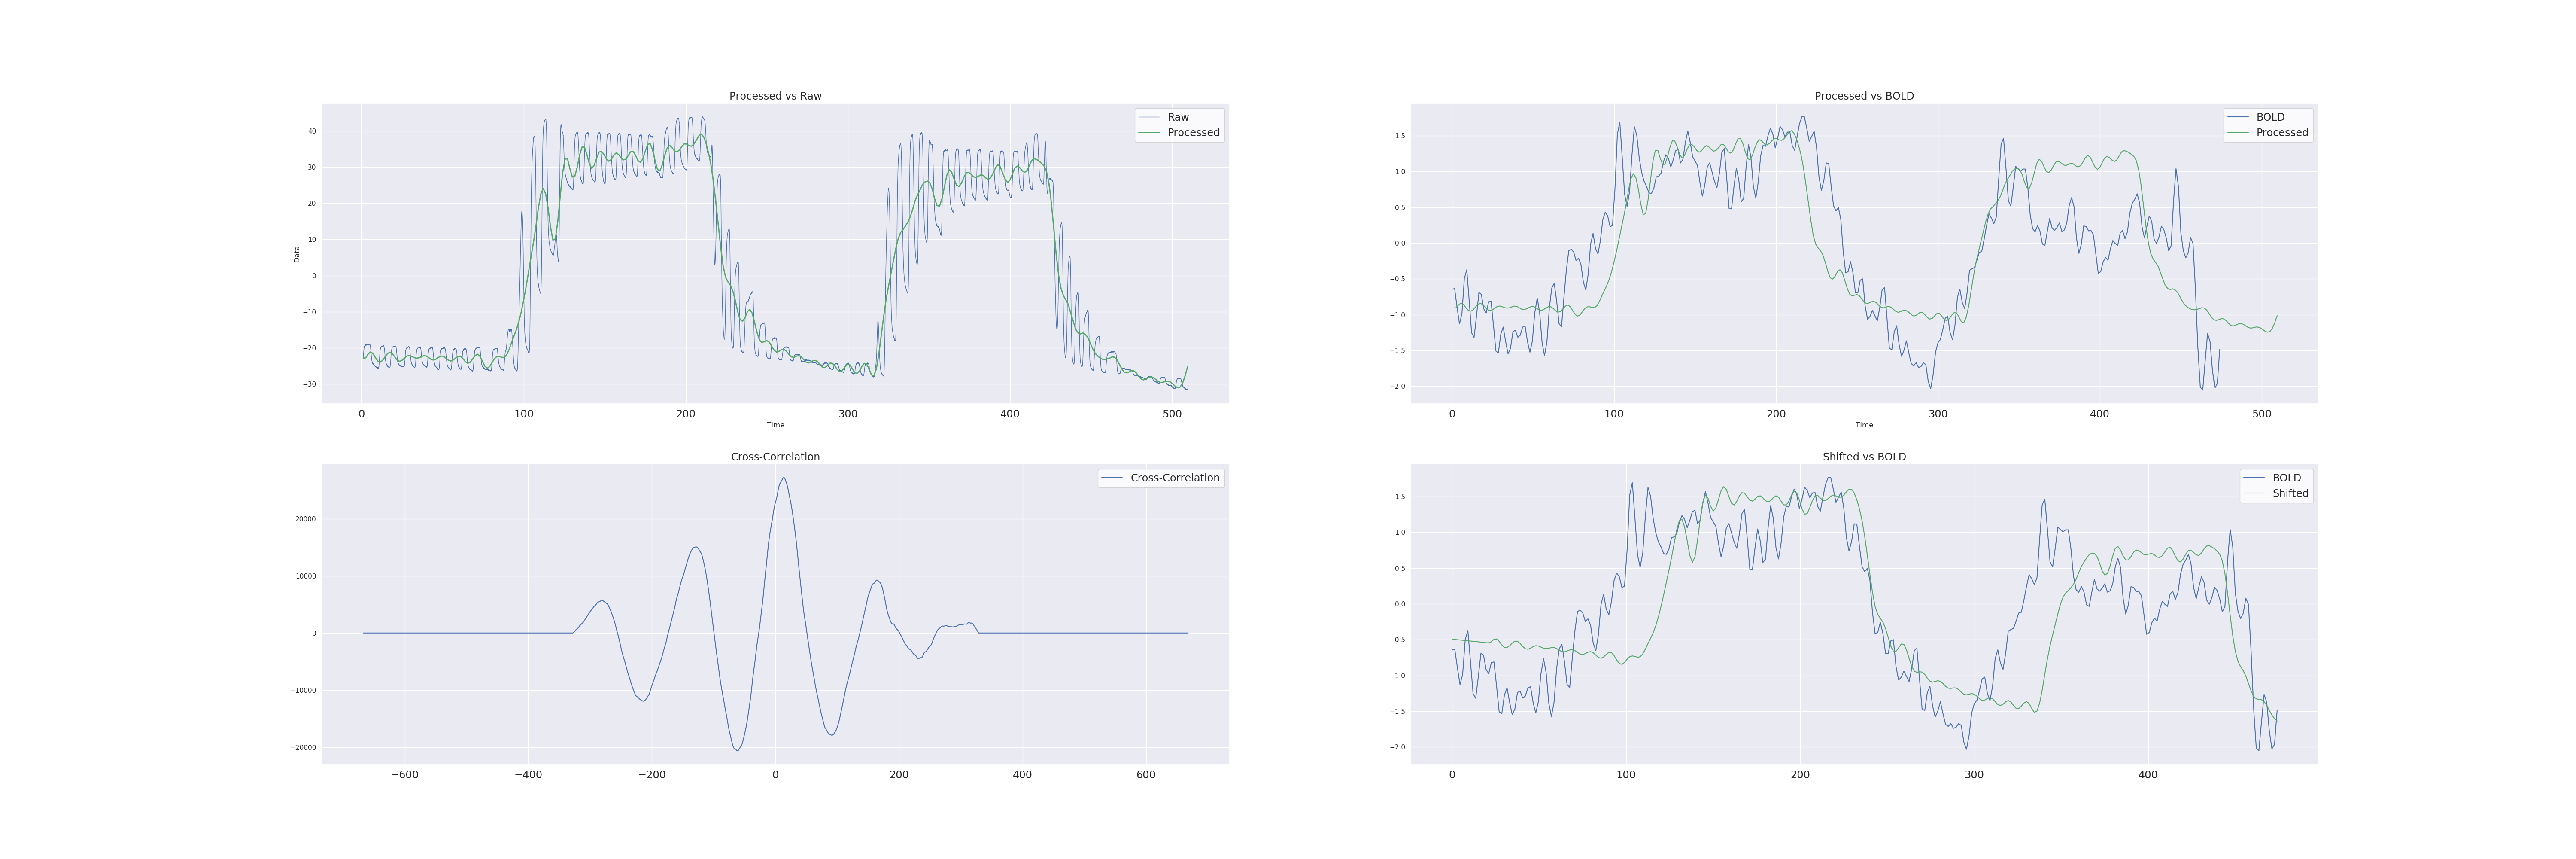 Processed vs Raw
Raw
Processed
Data
40
30
20
10
0
−10
−20
−30
0 100 200 300 400 500
Time
Processed vs BOLD
BOLD
Processed
1.5
1.0
0.5
0.0
−0.5
−1.0
−1.5
−2.0
0 100 200 300 400 500
Time
Cross-Correlation
Cross-Correlation
20000
10000
0
−10000
−20000
−600 −400 −200 0 200 400 600
Shifted vs BOLD
BOLD
Shifted
1.5
1.0
0.5
0.0
−0.5
−1.0
−1.5
−2.0
0 100 200 300 400